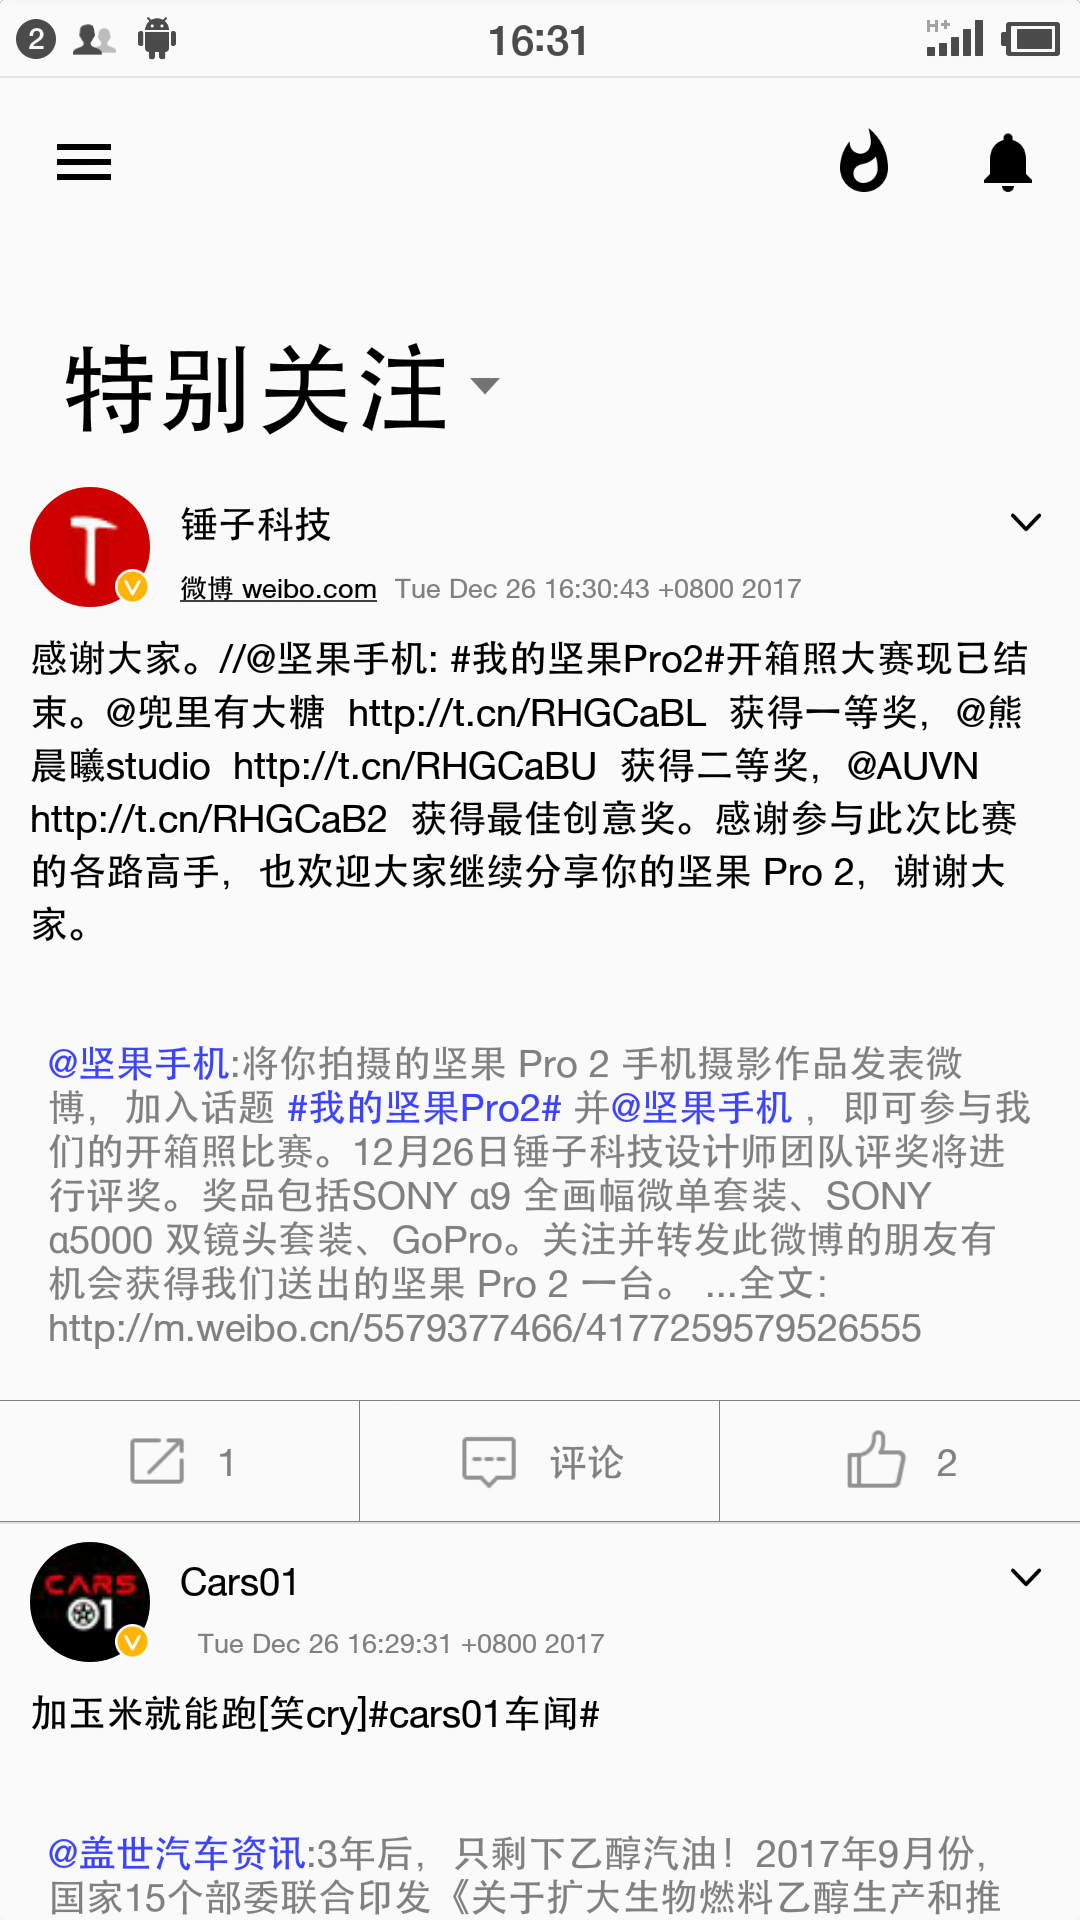 2
16:31
H+
特别关注
锤子科技
微博 weibo.com Tue Dec 26 16:30:43 +0800 2017
感谢大家。//@坚果手机: #我的坚果Pro2#开箱照大赛现已结
束。@兜里有大糖 http://t.cn/RHGCaBL 获得一等奖，@熊
晨曦studio http://t.cn/RHGCaBU 获得二等奖，@AUVN
http://t.cn/RHGCaB2 获得最佳创意奖。感谢参与此次比赛
的各路高手，也欢迎大家继续分享你的坚果 Pro 2，谢谢大
家。
@坚果手机:将你拍摄的坚果 Pro 2 手机摄影作品发表微
博，加入话题 #我的坚果Pro2# 并@坚果手机 ，即可参与我
们的开箱照比赛。12月26日锤子科技设计师团队评奖将进
行评奖。奖品包括SONY α9 全画幅微单套装、SONY
α5000 双镜头套装、GoPro。关注并转发此微博的朋友有
机会获得我们送出的坚果 Pro 2 一台。 ...全文：
http://m.weibo.cn/5579377466/4177259579526555
1 评论 2
CARS
01
Cars01
Tue Dec 26 16:29:31 +0800 2017
加玉米就能跑[笑cry]#cars01车闻#
@盖世汽车资讯:3年后，只剩下乙醇汽油！2017年9月份，
国家15个部委联合印发《关于扩大生物燃料乙醇生产和推